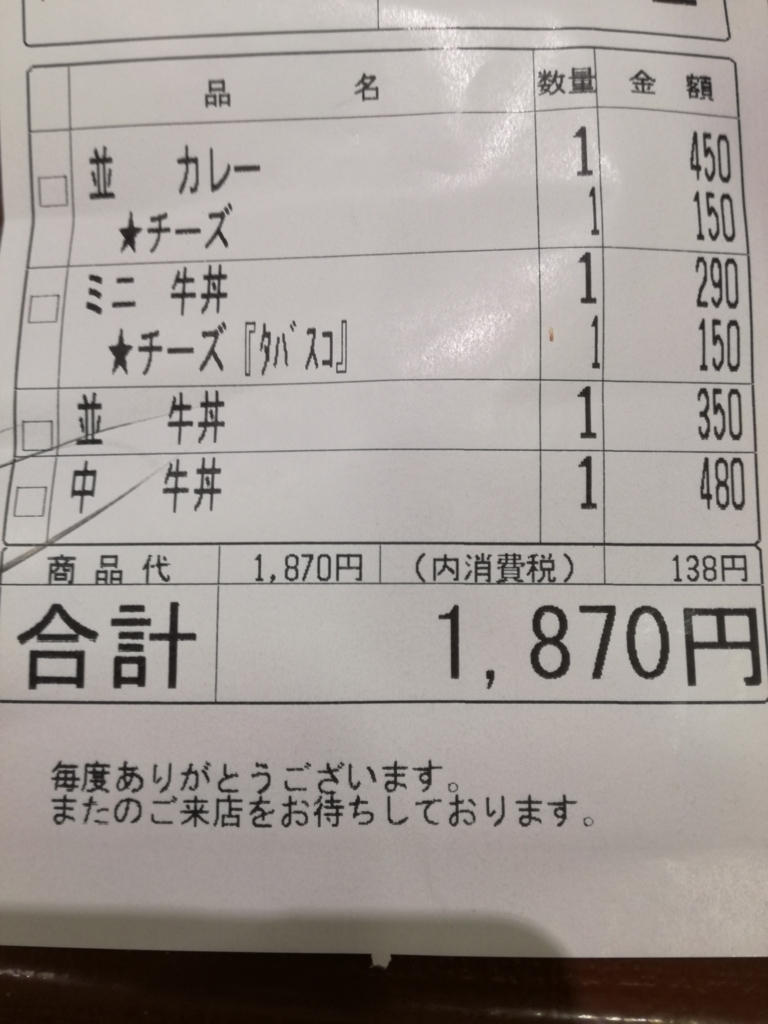 品名 数量 金額
並 カレー 1 450
★チーズ 1 150
ミニ 牛丼 1 290
★チーズ『ﾀﾊﾞｽｺ』 1 150
並 牛丼 1 350
中 牛丼 1 480
商品代 1,870円 (内消費税) 138円
合計 1,870円
毎度ありがとうございます。
またのご来店をお待ちしております。